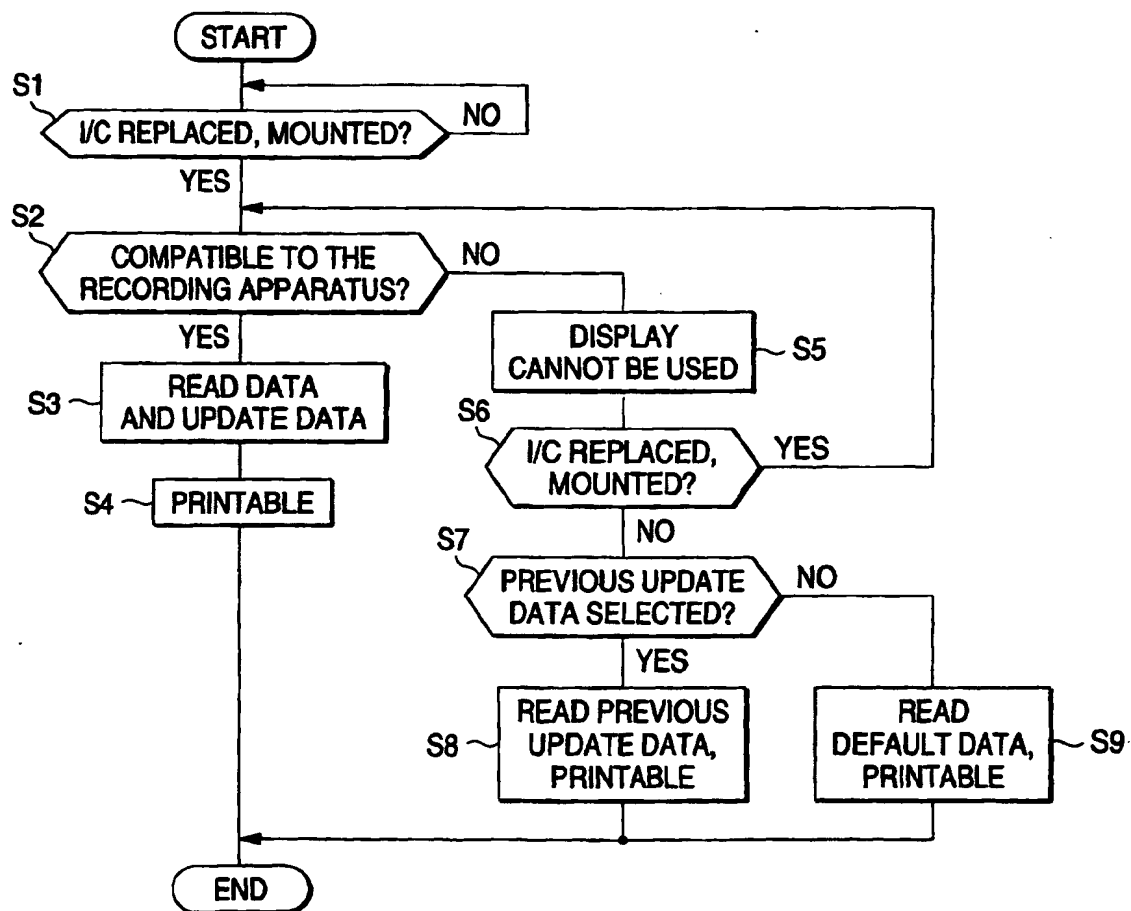 START
S1
I/C REPLACED, MOUNTED?
NO
YES
S2
COMPATIBLE TO THE
RECORDING APPARATUS?
NO
YES
DISPLAY
CANNOT BE USED
S5
S3
READ DATA
AND UPDATE DATA
S6
I/C REPLACED,
MOUNTED?
YES
S4
PRINTABLE
NO
S7
PREVIOUS UPDATE
DATA SELECTED?
NO
YES
S8
READ PREVIOUS
UPDATE DATA,
PRINTABLE
READ
DEFAULT DATA,
PRINTABLE
S9
END